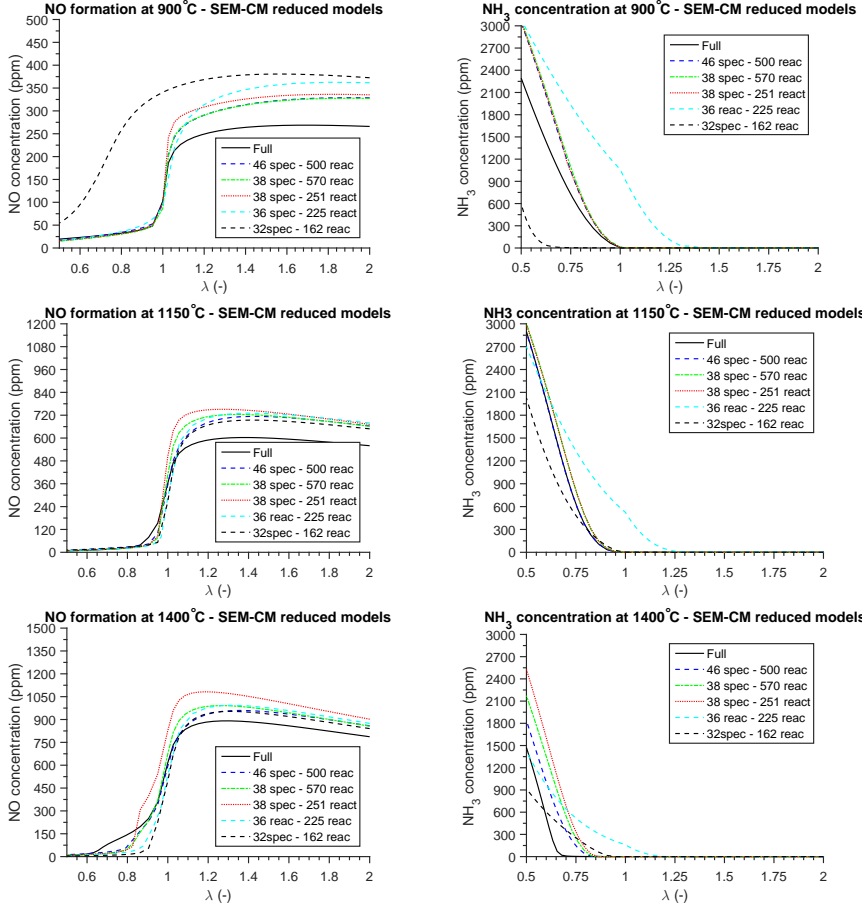 NO formation at 900°C - SEM-CM reduced models
NO concentration (ppm)
500
450
400
350
300
250
200
150
100
50
0
Full
46 spec - 500 reac
38 spec - 570 reac
38 spec - 251 react
36 spec - 225 react
32spec - 162 reac
0.6 0.8 1 1.2 1.4 1.6 1.8 2
λ (-)
NH3 concentration at 900°C - SEM-CM reduced models
NH3 concentration (ppm)
3000
2700
2400
2100
1800
1500
1200
900
600
300
0
Full
46 spec - 500 reac
38 spec - 570 reac
38 spec - 251 react
36 reac - 225 reac
32spec - 162 reac
0.5 0.75 1 1.25 1.5 1.75 2
λ (-)
NO formation at 1150°C - SEM-CM reduced models
NO concentration (ppm)
1200
1080
960
840
720
600
480
360
240
120
0
Full
46 spec - 500 reac
38 spec - 570 reac
38 spec - 251 react
36 reac - 225 reac
32spec - 162 reac
0.6 0.8 1 1.2 1.4 1.6 1.8 2
λ (-)
NH3 concentration at 1150°C - SEM-CM reduced models
NH3 concentration (ppm)
3000
2700
2400
2100
1800
1500
1200
900
600
300
0
Full
46 spec - 500 reac
38 spec - 570 reac
38 spec - 251 react
36 reac - 225 reac
32spec - 162 reac
0.5 0.75 1 1.25 1.5 1.75 2
λ (-)
NO formation at 1400°C - SEM-CM reduced models
NO concentration (ppm)
1500
1350
1200
1050
900
750
600
450
300
150
0
Full
46 spec - 500 reac
38 spec - 570 reac
38 spec - 251 react
36 reac - 225 reac
32spec - 162 reac
0.6 0.8 1 1.2 1.4 1.6 1.8 2
λ (-)
NH3 concentration at 1400°C - SEM-CM reduced models
NH3 concentration (ppm)
3000
2700
2400
2100
1800
1500
1200
900
600
300
0
Full
46 spec - 500 reac
38 spec - 570 reac
38 spec - 251 react
36 reac - 225 reac
32spec - 162 reac
0.5 0.75 1 1.25 1.5 1.75 2
λ (-)